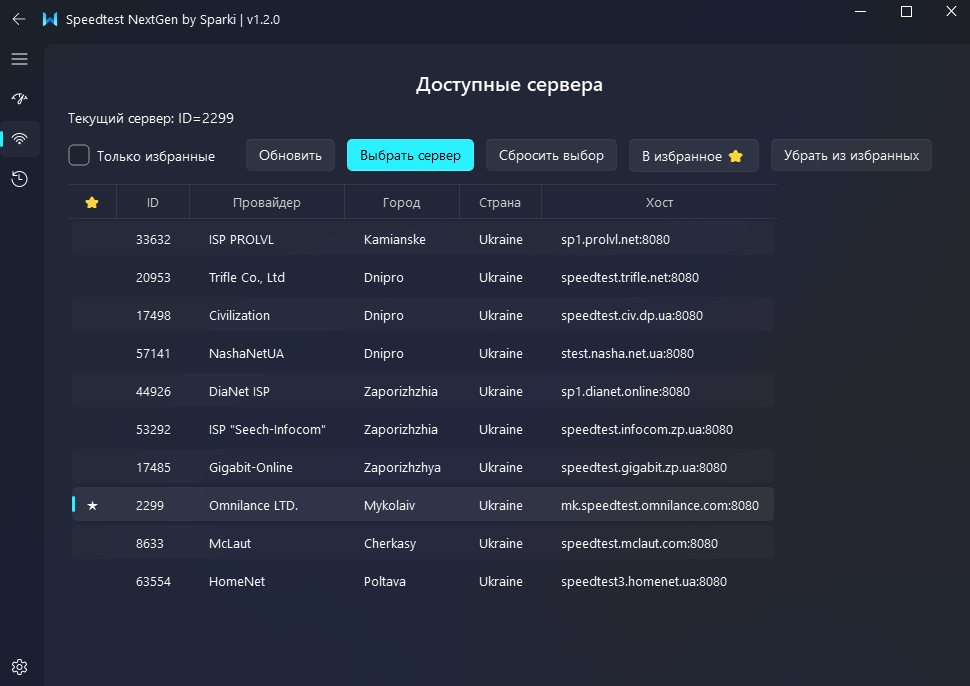 Speedtest NextGen by Sparki | v1.2.0
Доступные сервера
Текущий сервер: ID=2299
Только избранные Обновить Выбрать сервер Сбросить выбор В избранное ⭐ Убрать из избранных
⭐ ID Провайдер Город Страна Хост
33632 ISP PROLVL Kamianske Ukraine sp1.prolvl.net:8080
20953 Trifle Co., Ltd Dnipro Ukraine speedtest.trifle.net:8080
17498 Civilization Dnipro Ukraine speedtest.civ.dp.ua:8080
57141 NashaNetUA Dnipro Ukraine stest.nasha.net.ua:8080
44926 DiaNet ISP Zaporizhzhia Ukraine sp1.dianet.online:8080
53292 ISP "Seech-Infocom" Zaporizhzhia Ukraine speedtest.infocom.zp.ua:8080
17485 Gigabit-Online Zaporizhzhya Ukraine speedtest.gigabit.zp.ua:8080
★ 2299 Omnilance LTD. Mykolaiv Ukraine mk.speedtest.omnilance.com:8080
8633 McLaut Cherkasy Ukraine speedtest.mclaut.com:8080
63554 HomeNet Poltava Ukraine speedtest3.homenet.ua:8080